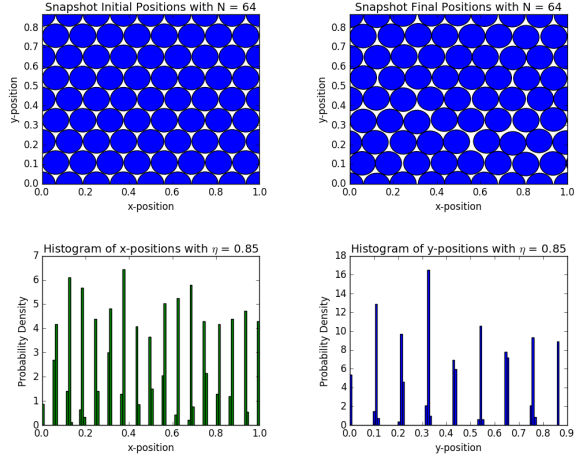 Snapshot Initial Positions with N = 64
0.8
0.7
0.6
0.5
0.4
0.3
0.2
0.1
0.0
y-position
0.0 0.2 0.4 0.6 0.8 1.0
x-position
Snapshot Final Positions with N = 64
0.8
0.7
0.6
0.5
0.4
0.3
0.2
0.1
0.0
y-position
0.0 0.2 0.4 0.6 0.8 1.0
x-position
Histogram of x-positions with η = 0.85
7
6
5
4
3
2
1
0
Probability Density
0.0 0.2 0.4 0.6 0.8 1.0
x-position
Histogram of y-positions with η = 0.85
18
16
14
12
10
8
6
4
2
0
Probability Density
0.0 0.1 0.2 0.3 0.4 0.5 0.6 0.7 0.8 0.9
y-position